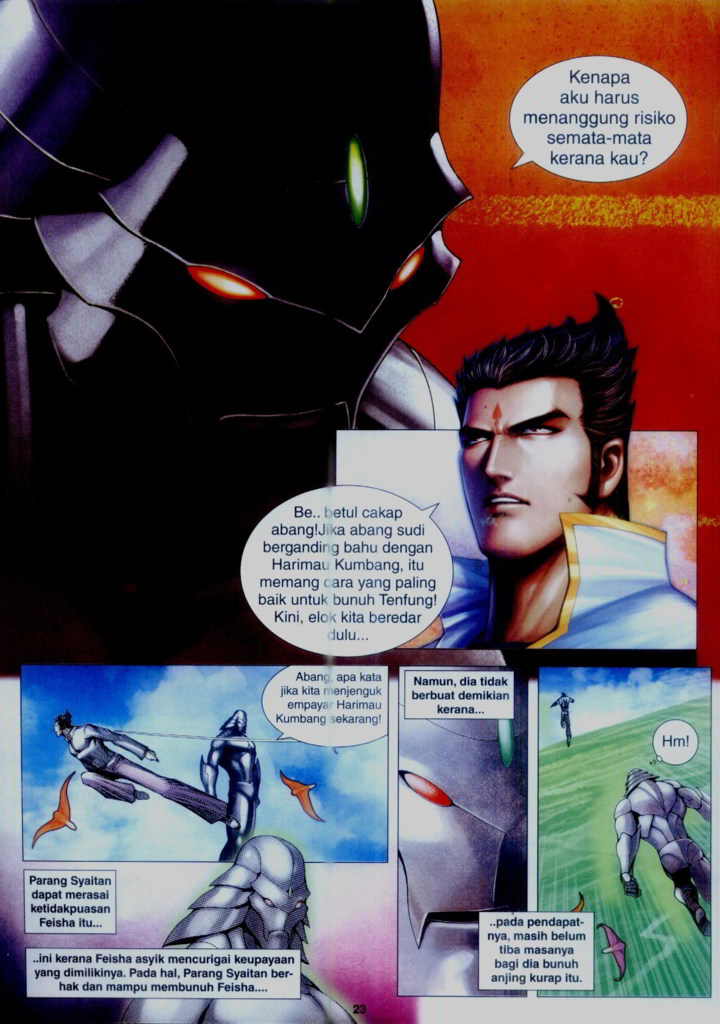 Kenapa
aku harus
menanggung risiko
semata-mata
kerana kau?
Be.. betul cakap
abang!Jika abang sudi
berganding bahu dengan
Harimau Kumbang, itu
memang cara yang paling
baik untuk bunuh Tenfung!
Kini, elok kita beredar
dulu...
Abang, apa kata
jika kita menjenguk
empayar Harimau
Kumbang sekarang!
Parang Syaitan
dapat merasai
ketidakpuasan
Feisha itu...
..ini kerana Feisha asyik mencurigai keupayaan
yang dimilikinya. Pada hal, Parang Syaitan ber-
hak dan mampu membunuh Feisha....
Namun, dia tidak
berbuat demikian
kerana...
Hm!
..pada pendapat-
nya, masih belum
tiba masanya
bagi dia bunuh
anjing kurap itu.
23